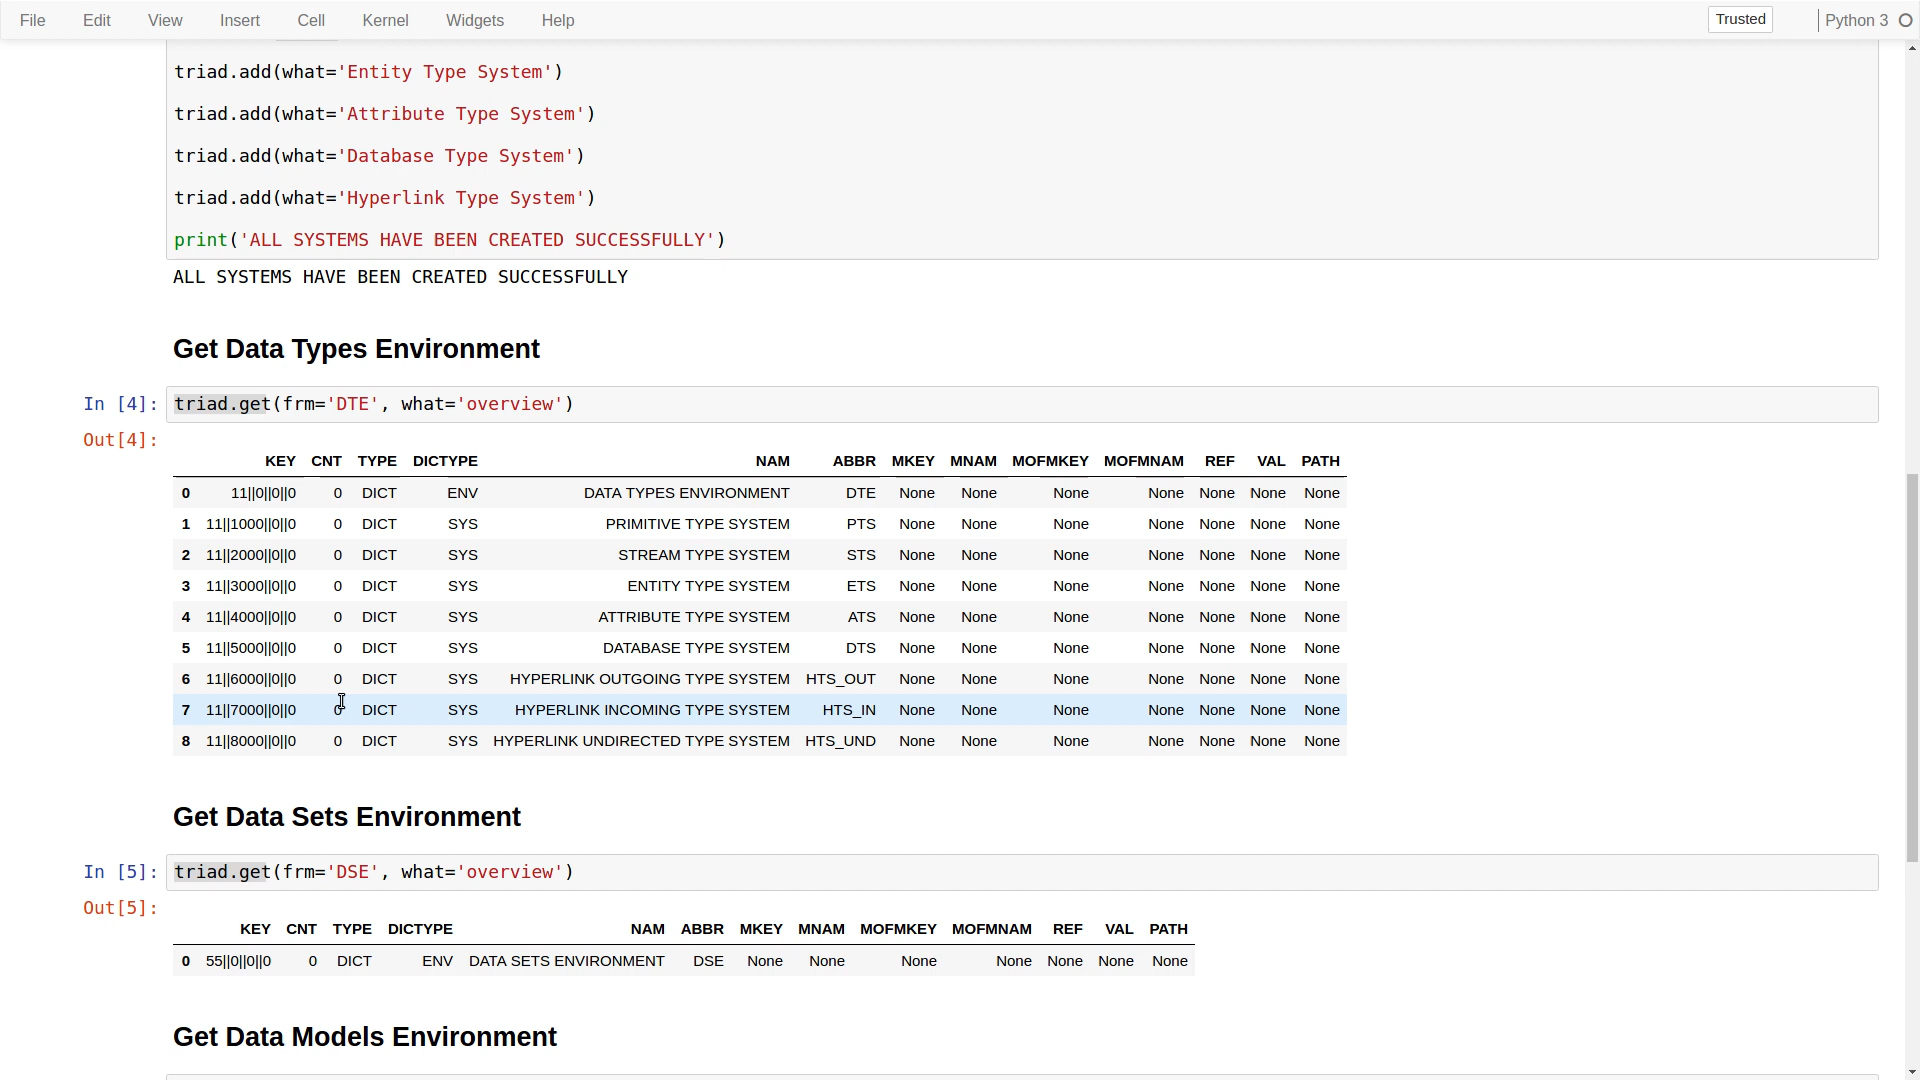 File Edit View Insert Cell Kernel Widgets Help Trusted Python 3
triad.add(what='Entity Type System')
triad.add(what='Attribute Type System')
triad.add(what='Database Type System')
triad.add(what='Hyperlink Type System')
print('ALL SYSTEMS HAVE BEEN CREATED SUCCESSFULLY')
ALL SYSTEMS HAVE BEEN CREATED SUCCESSFULLY
Get Data Types Environment
In [4]: triad.get(frm='DTE', what='overview')
Out[4]:
KEY CNT TYPE DICTYPE NAM ABBR MKEY MNAM MOFMKEY MOFMNAM REF VAL PATH
0 11||0||0||0 0 DICT ENV DATA TYPES ENVIRONMENT DTE None None None None None None None
1 11||1000||0||0 0 DICT SYS PRIMITIVE TYPE SYSTEM PTS None None None None None None None
2 11||2000||0||0 0 DICT SYS STREAM TYPE SYSTEM STS None None None None None None None
3 11||3000||0||0 0 DICT SYS ENTITY TYPE SYSTEM ETS None None None None None None None
4 11||4000||0||0 0 DICT SYS ATTRIBUTE TYPE SYSTEM ATS None None None None None None None
5 11||5000||0||0 0 DICT SYS DATABASE TYPE SYSTEM DTS None None None None None None None
6 11||6000||0||0 0 DICT SYS HYPERLINK OUTGOING TYPE SYSTEM HTS_OUT None None None None None None None
7 11||7000||0||0 0 DICT SYS HYPERLINK INCOMING TYPE SYSTEM HTS_IN None None None None None None None
8 11||8000||0||0 0 DICT SYS HYPERLINK UNDIRECTED TYPE SYSTEM HTS_UND None None None None None None None
Get Data Sets Environment
In [5]: triad.get(frm='DSE', what='overview')
Out[5]:
KEY CNT TYPE DICTYPE NAM ABBR MKEY MNAM MOFMKEY MOFMNAM REF VAL PATH
0 55||0||0||0 0 DICT ENV DATA SETS ENVIRONMENT DSE None None None None None None None
Get Data Models Environment